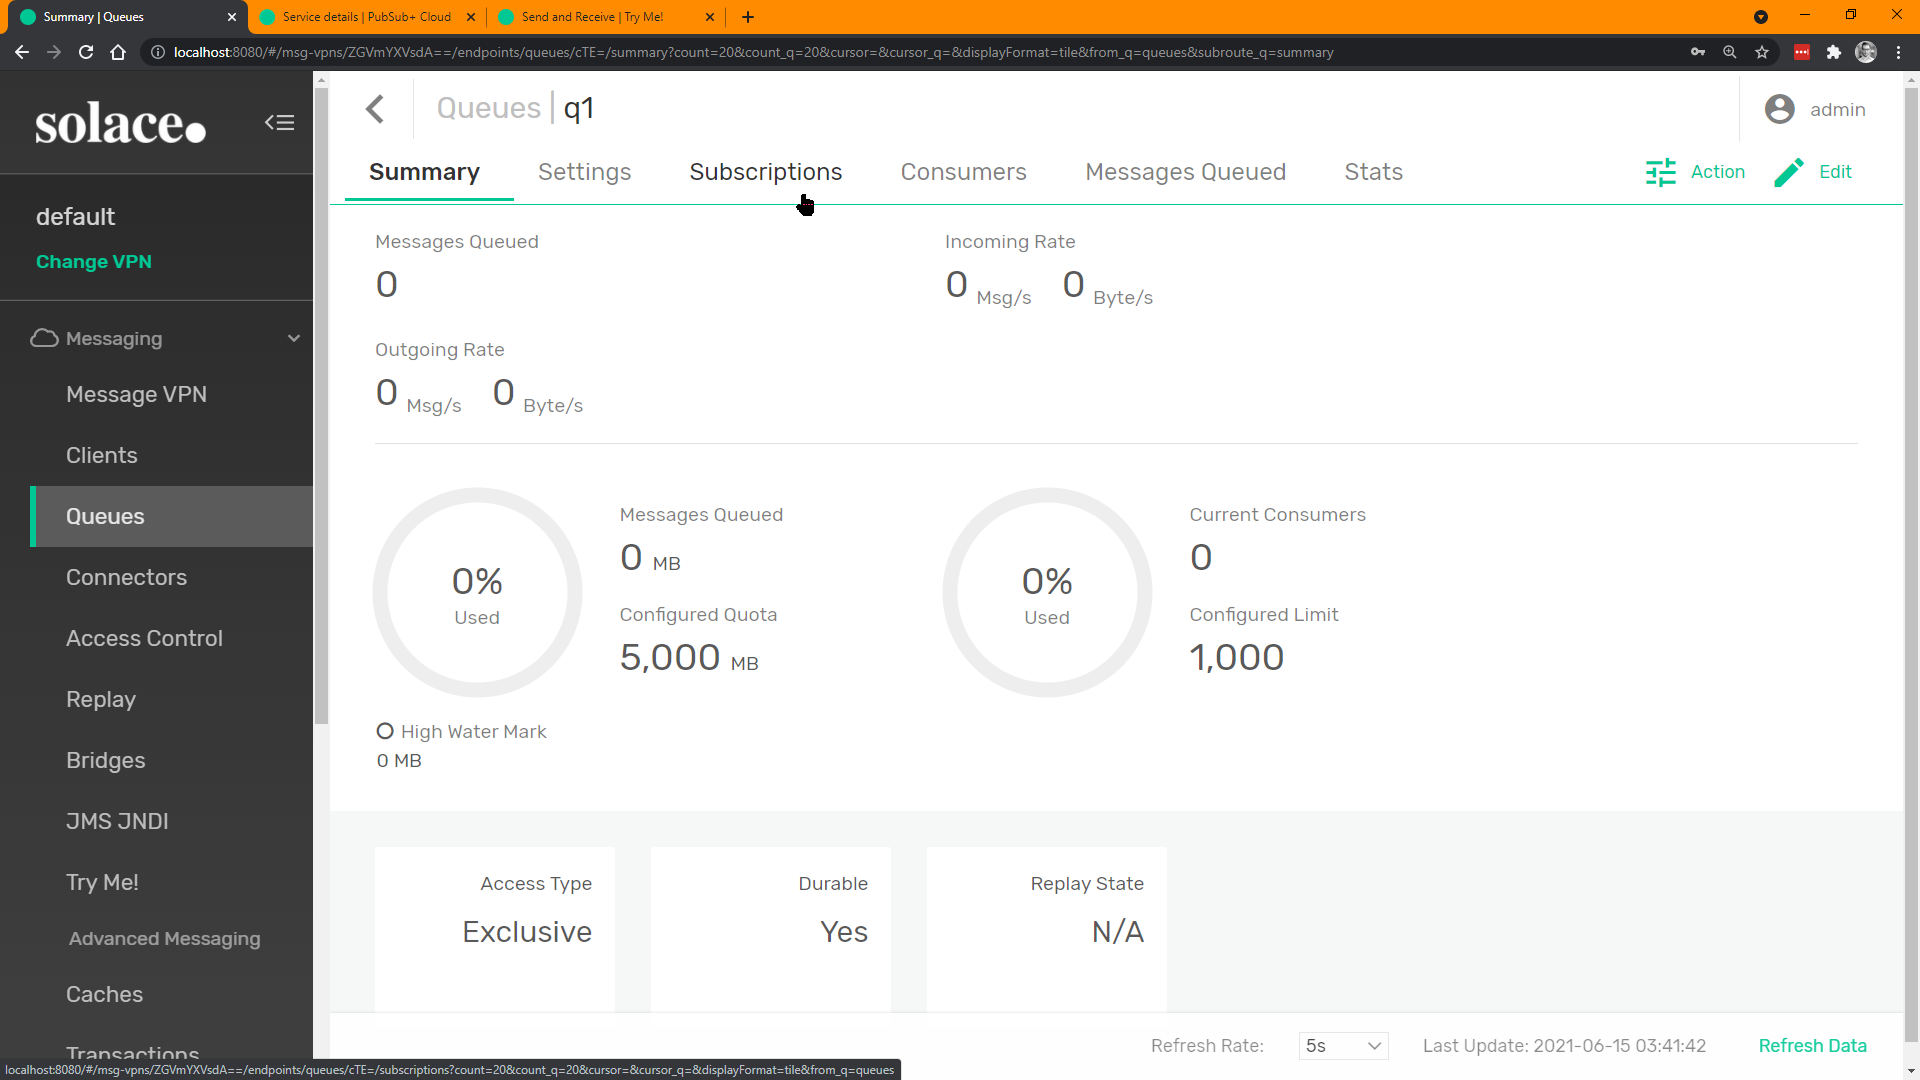 Summary | Queues
Service details | PubSub+ Cloud
Send and Receive | Try Me!
localhost:8080/#/msg-vpns/ZGVmYXVsdA==/endpoints/queues/cTE=/summary?count=20&count_q=20&cursor=&cursor_q=&displayFormat=tile&from_q=queues&subroute_q=summary
solace.
default
Change VPN
Messaging
Message VPN
Clients
Queues
Connectors
Access Control
Replay
Bridges
JMS JNDI
Try Me!
Advanced Messaging
Caches
Transactions
Queues | q1
admin
Summary
Settings
Subscriptions
Consumers
Messages Queued
Stats
Action
Edit
Messages Queued
0
Incoming Rate
0 Msg/s 0 Byte/s
Outgoing Rate
0 Msg/s 0 Byte/s
0%
Used
Messages Queued
0 MB
Configured Quota
5,000 MB
High Water Mark
0 MB
0%
Used
Current Consumers
0
Configured Limit
1,000
Access Type
Exclusive
Durable
Yes
Replay State
N/A
Refresh Rate:
5s
Last Update: 2021-06-15 03:41:42
Refresh Data
localhost:8080/#/msg-vpns/ZGVmYXVsdA==/endpoints/queues/cTE=/subscriptions?count=20&count_q=20&cursor=&cursor_q=&displayFormat=tile&from_q=queues